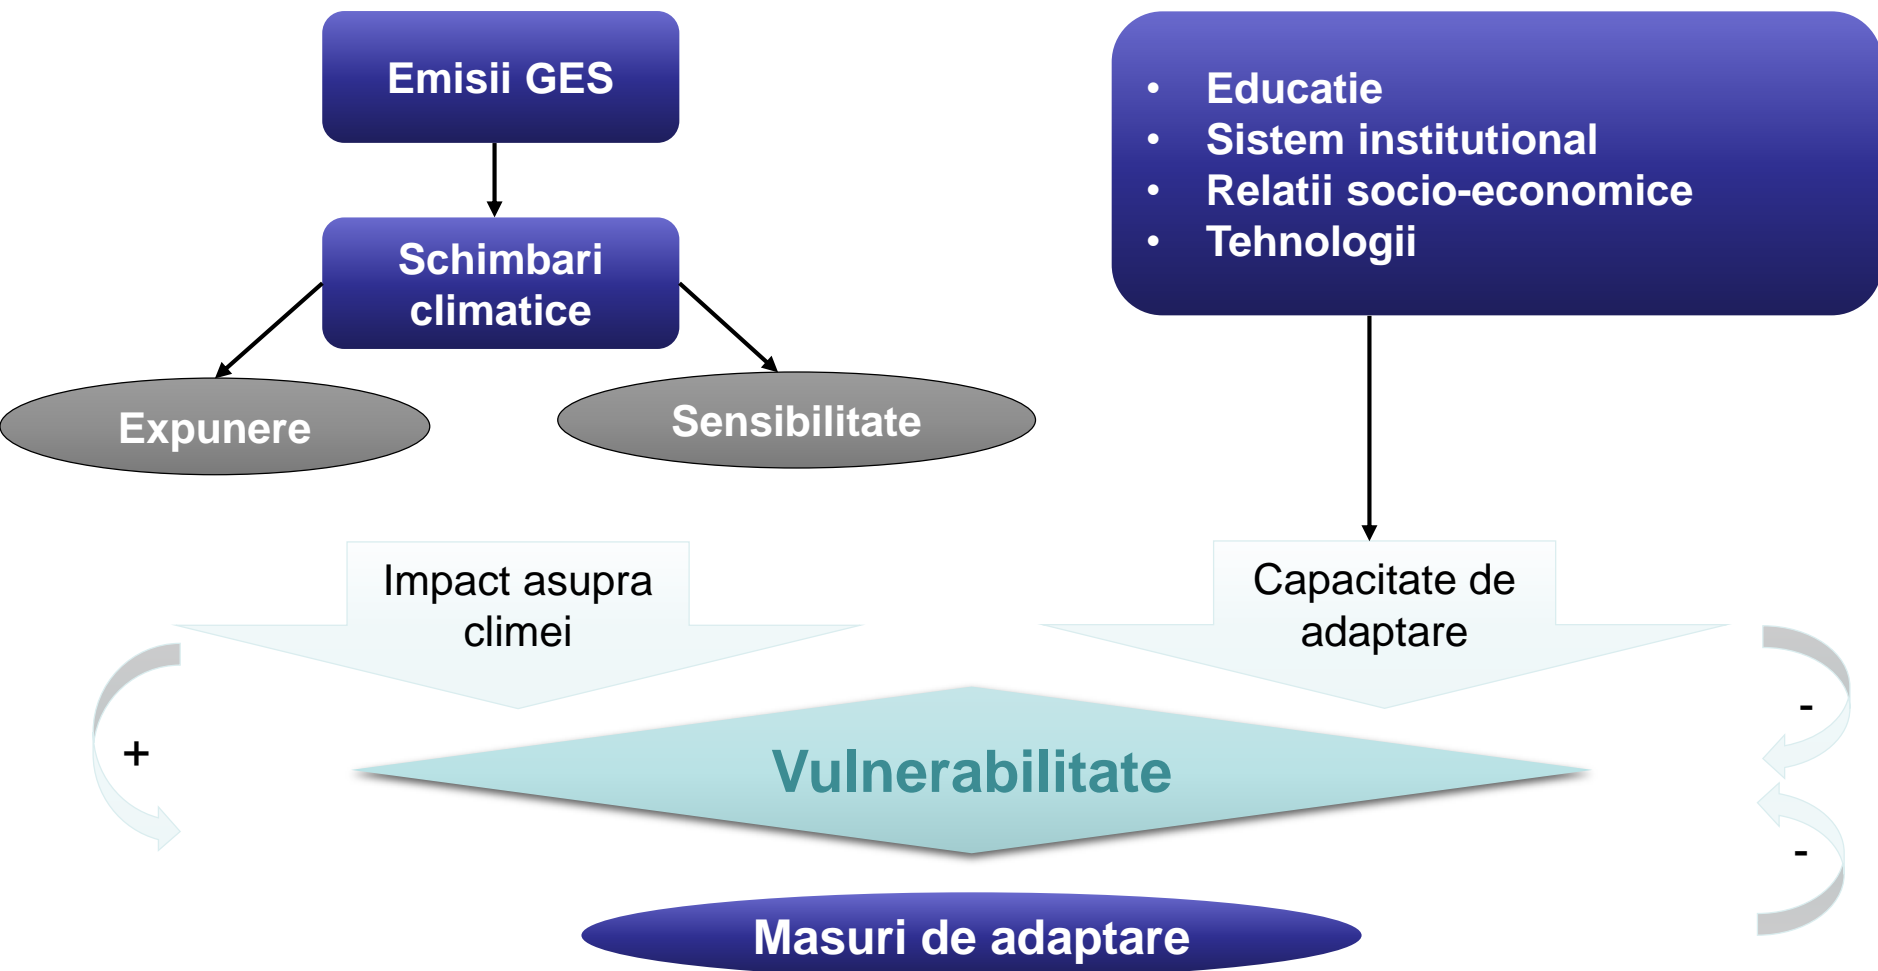 Emisii GES
Schimbari
climatice
Expunere
Sensibilitate
• Educatie
• Sistem institutional
• Relatii socio-economice
• Tehnologii
Impact asupra
climei
Capacitate de
adaptare
+
-
Vulnerabilitate
-
Masuri de adaptare